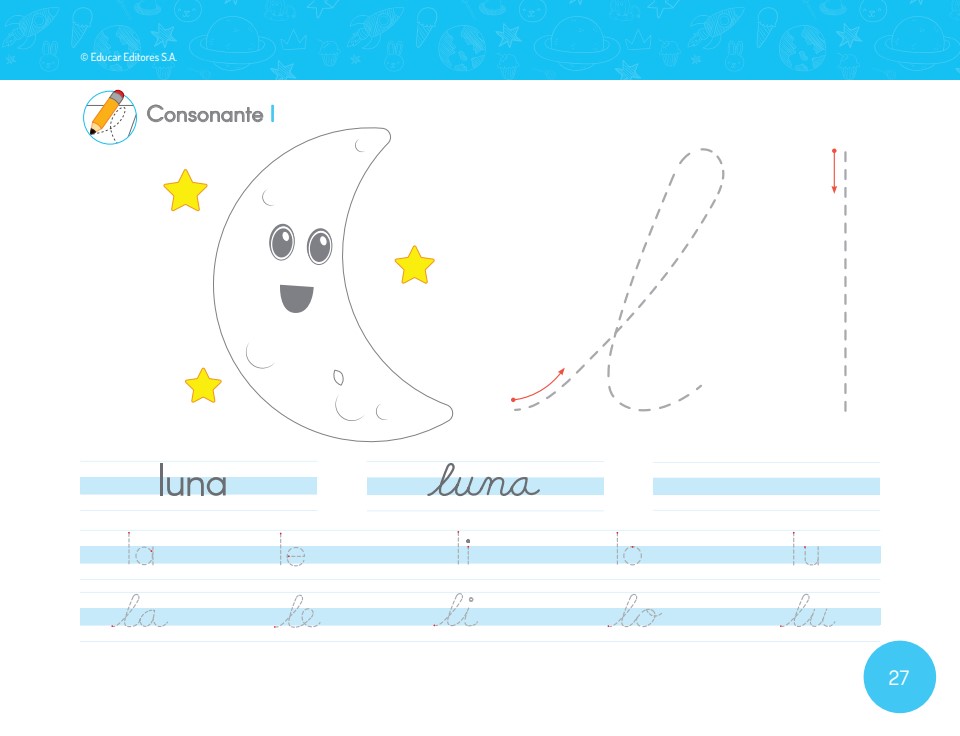 © Educar Editores S.A.
Consonante l
l l
luna luna
la le li lo lu
la le li lo lu
27